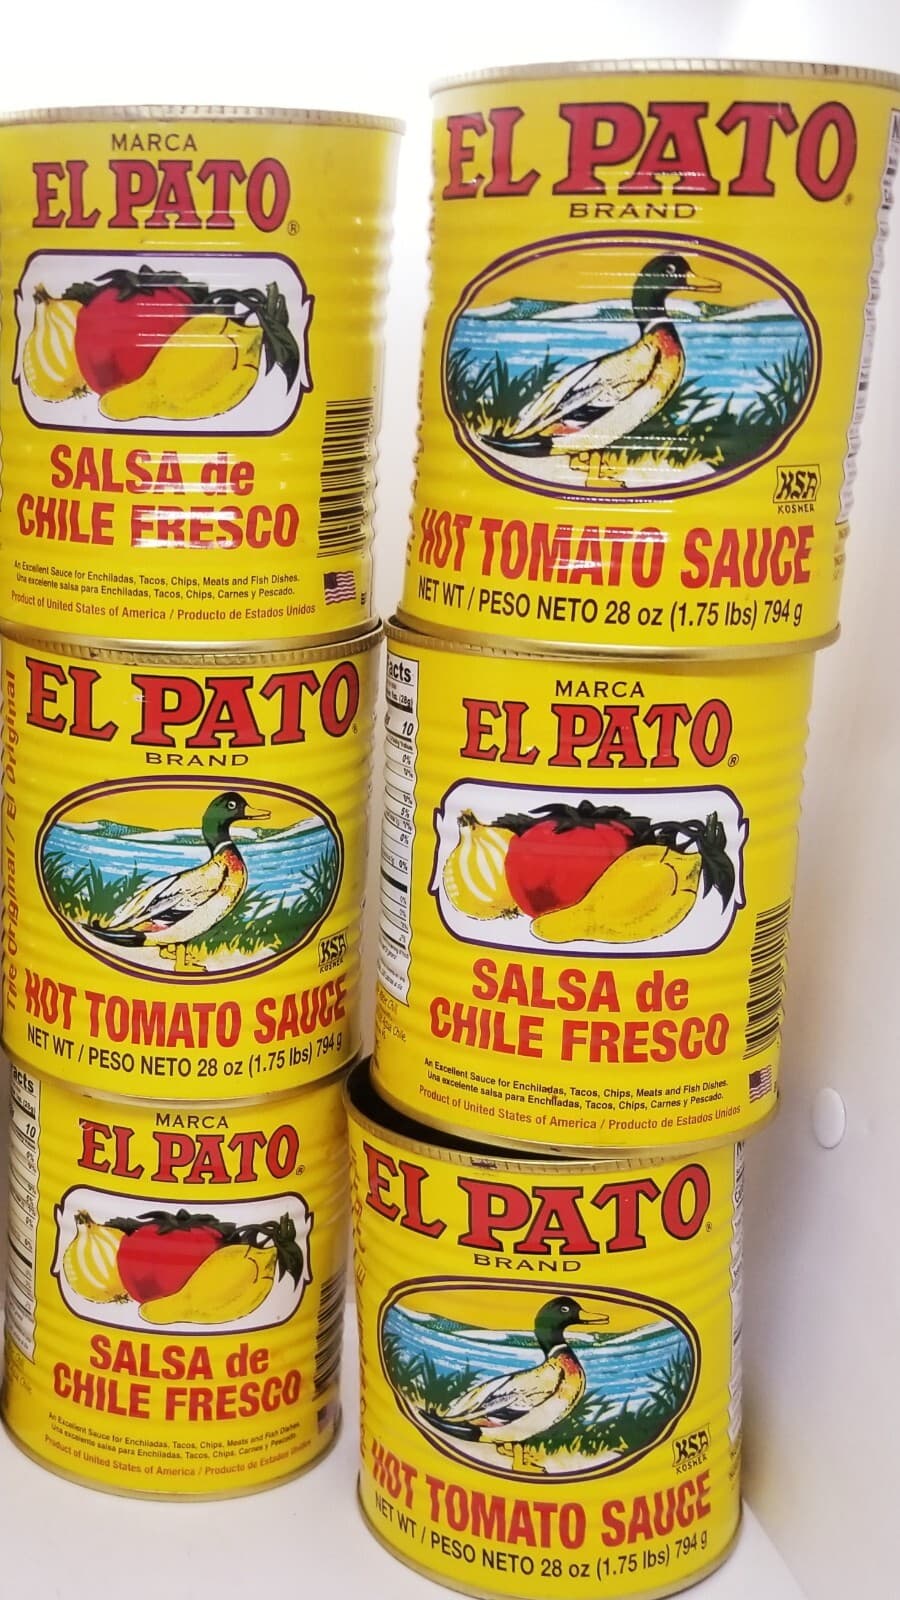 MARCA
EL PATO®
SALSA de
CHILE FRESCO
An Excellent Sauce for Enchiladas, Tacos, Chips, Meats and Fish Dishes.
Una excelente salsa para Enchiladas, Tacos, Chips, Carnes y Pescado.
Product of United States of America / Producto de Estados Unidos
EL PATO®
BRAND
KSA
KOSHER
HOT TOMATO SAUCE
NET WT / PESO NETO 28 oz (1.75 lbs) 794 g
The Original / El Original
EL PATO®
BRAND
KSA
KOSHER
HOT TOMATO SAUCE
NET WT / PESO NETO 28 oz (1.75 lbs) 794 g
acts
10
MARCA
EL PATO®
SALSA de
CHILE FRESCO
An Excellent Sauce for Enchiladas, Tacos, Chips, Meats and Fish Dishes.
Una excelente salsa para Enchiladas, Tacos, Chips, Carnes y Pescado.
Product of United States of America / Producto de Estados Unidos
acts
10
MARCA
EL PATO®
SALSA de
CHILE FRESCO
An Excellent Sauce for Enchiladas, Tacos, Chips, Meats and Fish Dishes.
Una excelente salsa para Enchiladas, Tacos, Chips, Carnes y Pescado.
Product of United States of America / Producto de Estados Unidos
EL PATO®
BRAND
KSA
KOSHER
HOT TOMATO SAUCE
NET WT / PESO NETO 28 oz (1.75 lbs) 794 g